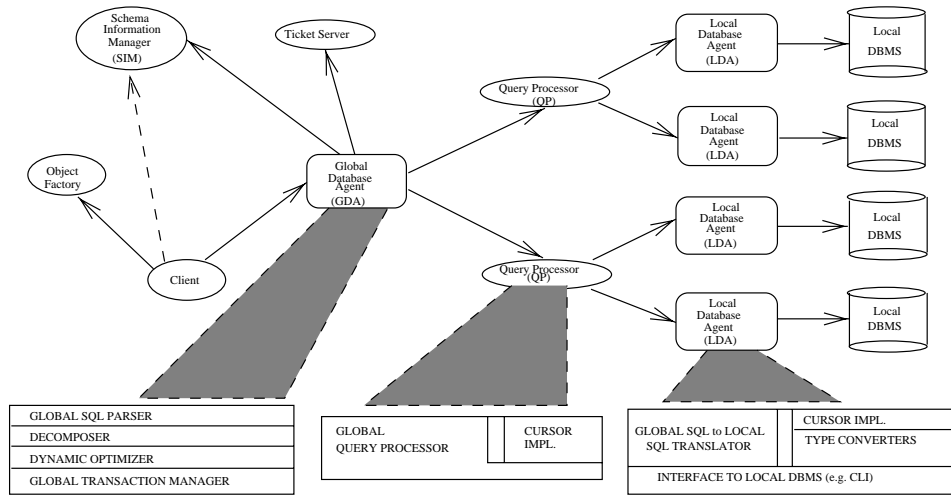 Schema
Information
Manager
(SIM)
Ticket Server
Object
Factory
Client
Global
Database
Agent
(GDA)
Query Processor
(QP)
Query Processor
(QP)
Local
Database
Agent
(LDA)
Local
DBMS
Local
Database
Agent
(LDA)
Local
DBMS
Local
Database
Agent
(LDA)
Local
DBMS
Local
Database
Agent
(LDA)
Local
DBMS
GLOBAL SQL PARSER
DECOMPOSER
DYNAMIC OPTIMIZER
GLOBAL TRANSACTION MANAGER
GLOBAL
QUERY PROCESSOR
CURSOR
IMPL.
GLOBAL SQL to LOCAL
SQL TRANSLATOR
CURSOR IMPL.
TYPE CONVERTERS
INTERFACE TO LOCAL DBMS (e.g. CLI)